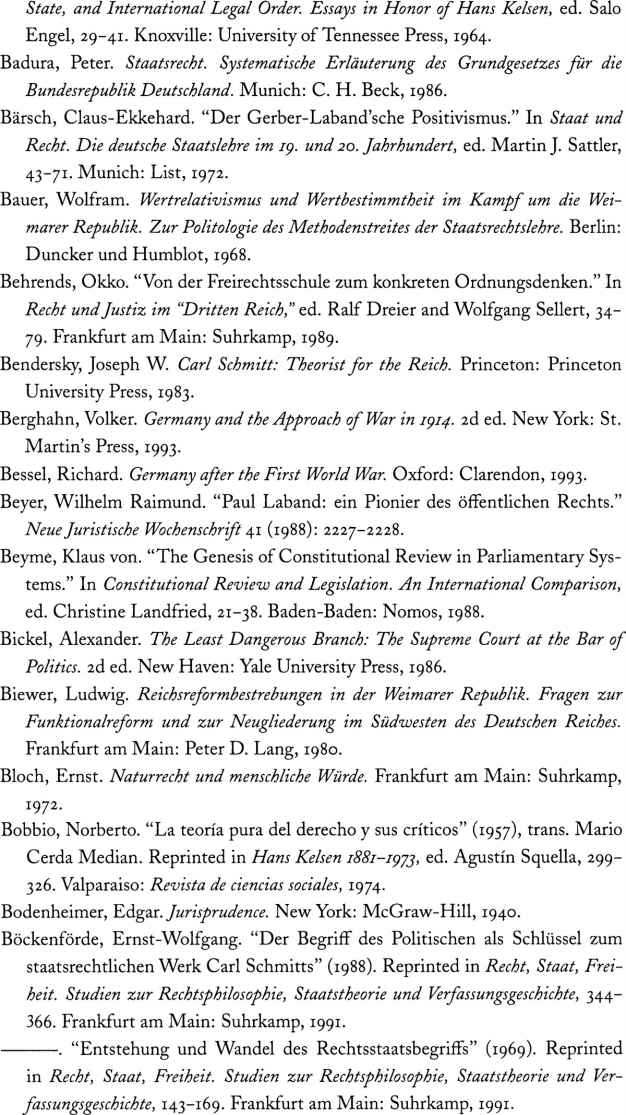 State, and International Legal Order. Essays in Honor of Hans Kelsen, ed. Salo
Engel, 29–41. Knoxville: University of Tennessee Press, 1964.
Badura, Peter. Staatsrecht. Systematische Erläuterung des Grundgesetzes für die
Bundesrepublik Deutschland. Munich: C. H. Beck, 1986.
Bärsch, Claus-Ekkehard. “Der Gerber-Laband’sche Positivismus.” In Staat und
Recht. Die deutsche Staatslehre im 19. und 20. Jahrhundert, ed. Martin J. Sattler,
43–71. Munich: List, 1972.
Bauer, Wolfram. Wertrelativismus und Wertbestimmtheit im Kampf um die Wei-
marer Republik. Zur Politologie des Methodenstreites der Staatsrechtslehre. Berlin:
Duncker und Humblot, 1968.
Behrends, Okko. “Von der Freirechtsschule zum konkreten Ordnungsdenken.” In
Recht und Justiz im “Dritten Reich,” ed. Ralf Dreier and Wolfgang Sellert, 34–
79. Frankfurt am Main: Suhrkamp, 1989.
Bendersky, Joseph W. Carl Schmitt: Theorist for the Reich. Princeton: Princeton
University Press, 1983.
Berghahn, Volker. Germany and the Approach of War in 1914. 2d ed. New York: St.
Martin’s Press, 1993.
Bessel, Richard. Germany after the First World War. Oxford: Clarendon, 1993.
Beyer, Wilhelm Raimund. “Paul Laband: ein Pionier des öffentlichen Rechts.”
Neue Juristische Wochenschrift 41 (1988): 2227–2228.
Beyme, Klaus von. “The Genesis of Constitutional Review in Parliamentary Sys-
tems.” In Constitutional Review and Legislation. An International Comparison,
ed. Christine Landfried, 21–38. Baden-Baden: Nomos, 1988.
Bickel, Alexander. The Least Dangerous Branch: The Supreme Court at the Bar of
Politics. 2d ed. New Haven: Yale University Press, 1986.
Biewer, Ludwig. Reichsreformbestrebungen in der Weimarer Republik. Fragen zur
Funktionalreform und zur Neugliederung im Südwesten des Deutschen Reiches.
Frankfurt am Main: Peter D. Lang, 1980.
Bloch, Ernst. Naturrecht und menschliche Würde. Frankfurt am Main: Suhrkamp,
1972.
Bobbio, Norberto. “La teoría pura del derecho y sus críticos” (1957), trans. Mario
Cerda Median. Reprinted in Hans Kelsen 1881–1973, ed. Agustín Squella, 299–
326. Valparaiso: Revista de ciencias sociales, 1974.
Bodenheimer, Edgar. Jurisprudence. New York: McGraw-Hill, 1940.
Böckenförde, Ernst-Wolfgang. “Der Begriff des Politischen als Schlüssel zum
staatsrechtlichen Werk Carl Schmitts” (1988). Reprinted in Recht, Staat, Frei-
heit. Studien zur Rechtsphilosophie, Staatstheorie und Verfassungsgeschichte, 344–
366. Frankfurt am Main: Suhrkamp, 1991.
———. “Entstehung und Wandel des Rechtsstaatsbegriffs” (1969). Reprinted
in Recht, Staat, Freiheit. Studien zur Rechtsphilosophie, Staatstheorie und Ver-
fassungsgeschichte, 143–169. Frankfurt am Main: Suhrkamp, 1991.